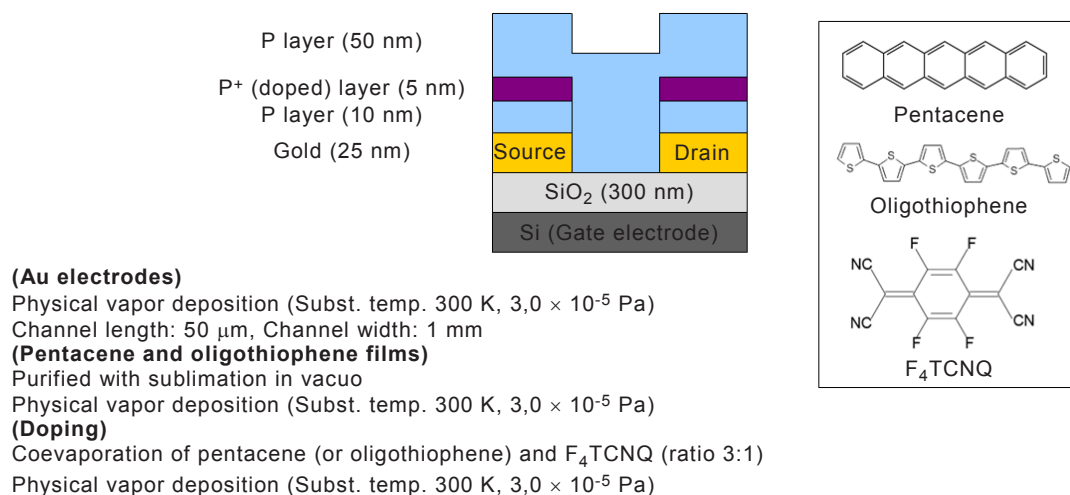 P layer (50 nm)
P⁺ (doped) layer (5 nm)
P layer (10 nm)
Gold (25 nm)
Source
Drain
SiO₂ (300 nm)
Si (Gate electrode)
(Au electrodes)
Physical vapor deposition (Subst. temp. 300 K, 3,0 × 10⁻⁵ Pa)
Channel length: 50 μm, Channel width: 1 mm
(Pentacene and oligothiophene films)
Purified with sublimation in vacuo
Physical vapor deposition (Subst. temp. 300 K, 3,0 × 10⁻⁵ Pa)
(Doping)
Coevaporation of pentacene (or oligothiophene) and F₄TCNQ (ratio 3:1)
Physical vapor deposition (Subst. temp. 300 K, 3,0 × 10⁻⁵ Pa)
Pentacene
S S S S S S
Oligothiophene
F F
NC CN
NC CN
F F
F₄TCNQ